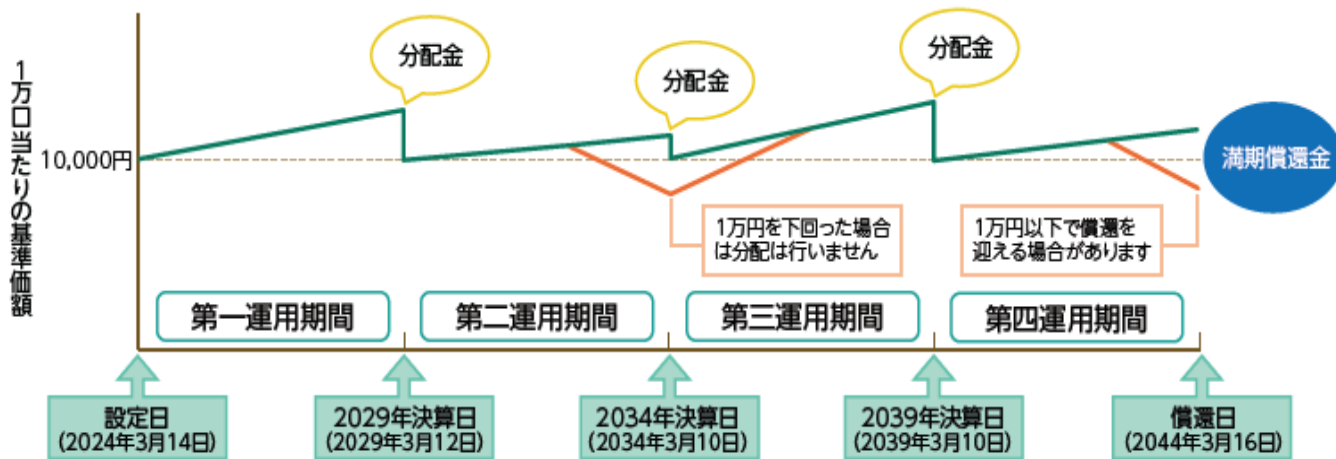 1万口当たりの基準価額
10,000円
分配金
分配金
分配金
満期償還金
1万円を下回った場合
は分配は行いません
1万円以下で償還を
迎える場合があります
第一運用期間
第二運用期間
第三運用期間
第四運用期間
設定日
(2024年3月14日)
2029年決算日
(2029年3月12日)
2034年決算日
(2034年3月10日)
2039年決算日
(2039年3月10日)
償還日
(2044年3月16日)